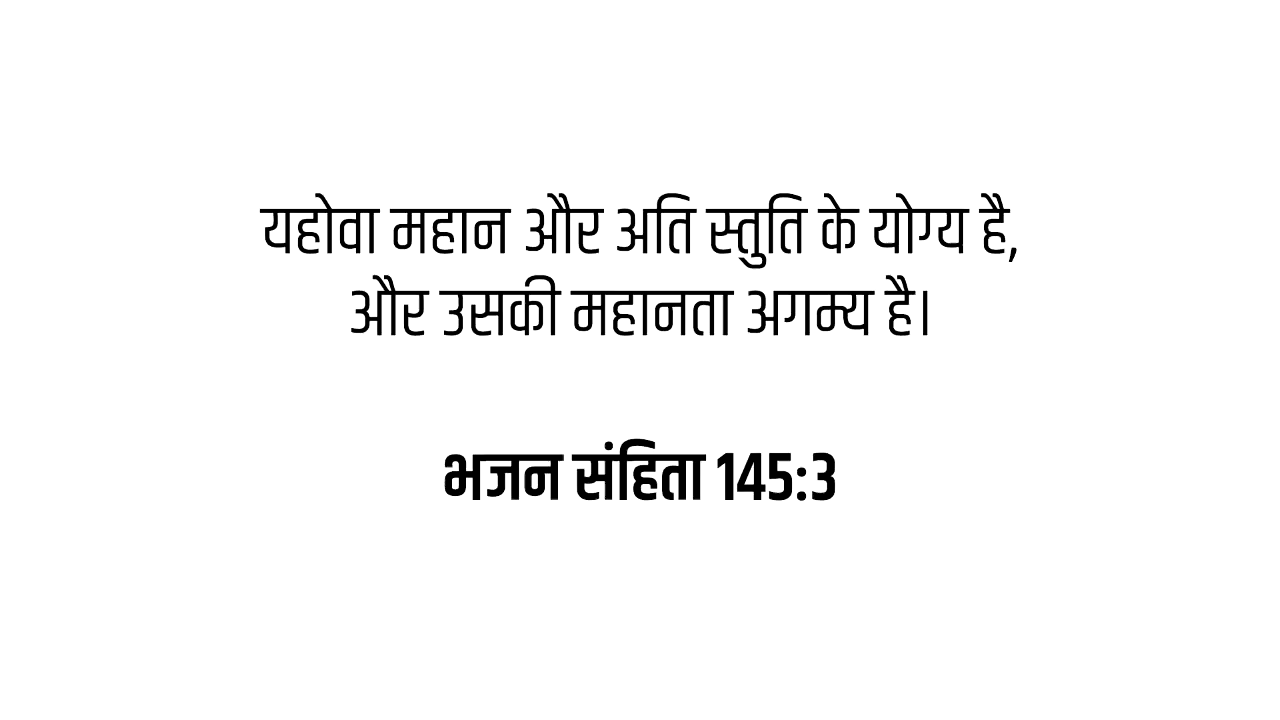 यहोवा महान और अति स्तुति के योग्य है,
और उसकी महानता अगम्य है।
भजन संहिता 145:3